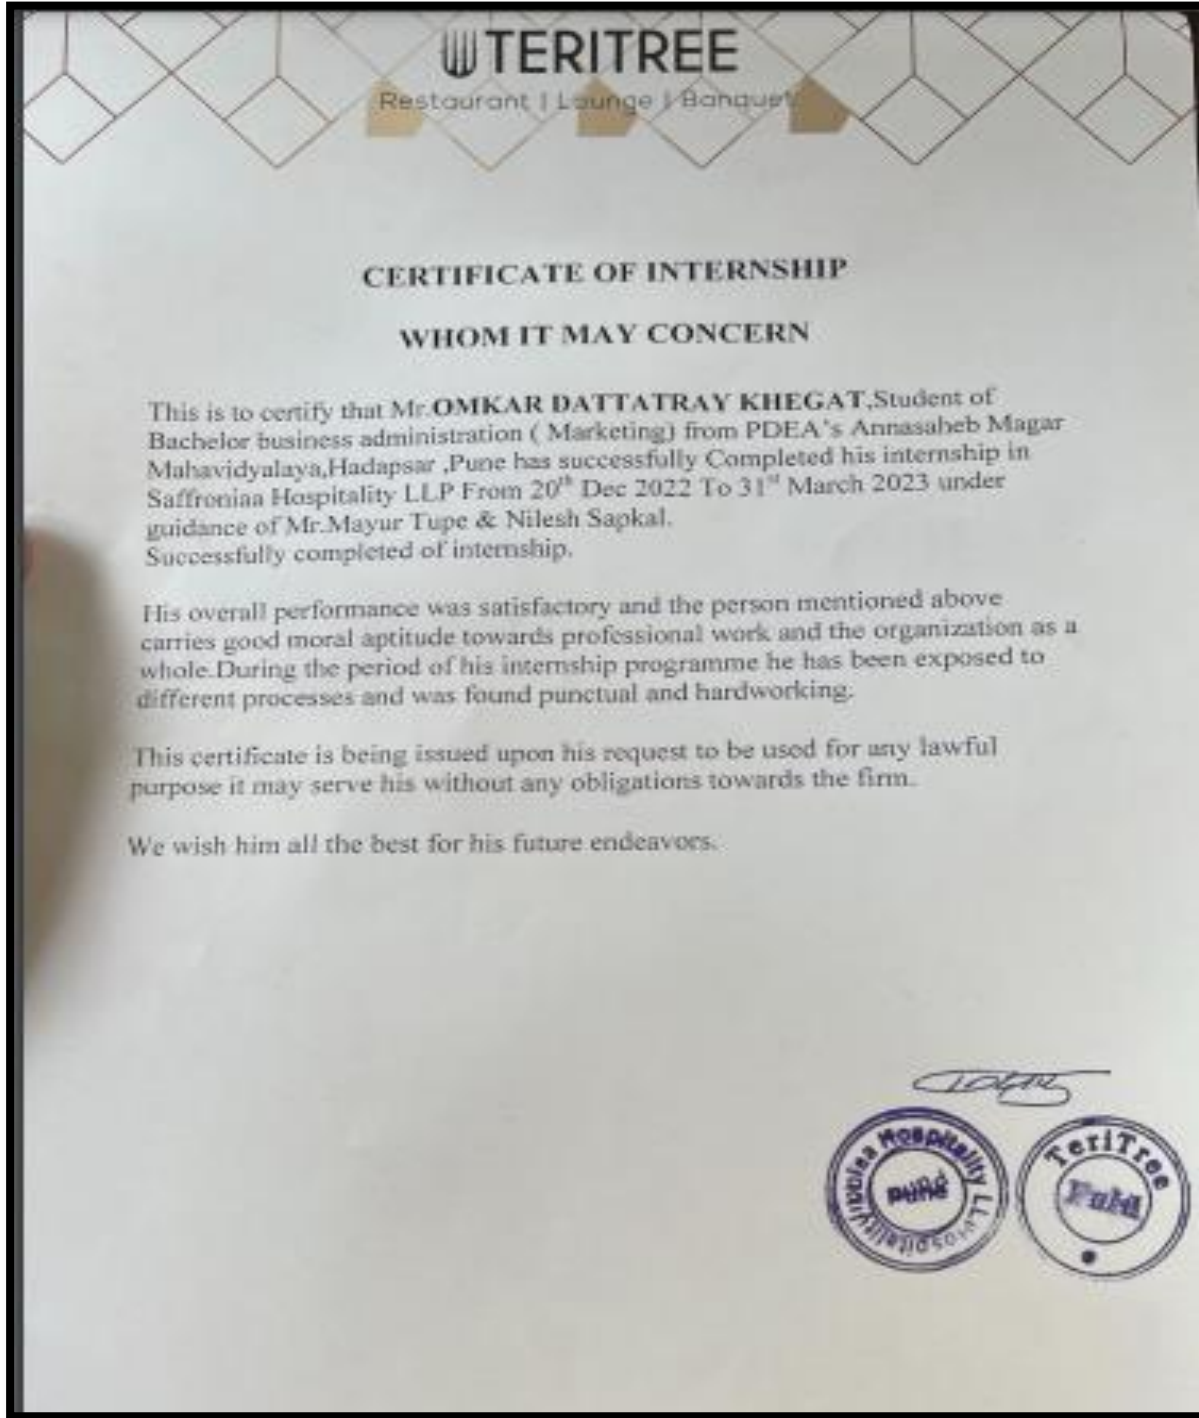 TERITREE
Restaurant | Lounge | Banquet
CERTIFICATE OF INTERNSHIP
WHOM IT MAY CONCERN
This is to certify that Mr.OMKAR DATTATRAY KHEGAT,Student of
Bachelor business administration ( Marketing) from PDEA's Annasaheb Magar
Mahavidyalaya,Hadapsar ,Pune has successfully Completed his internship in
Saffroniaa Hospitality LLP From 20th Dec 2022 To 31st March 2023 under
guidance of Mr.Mayur Tupe & Nilesh Sapkal.
Successfully completed of internship.
His overall performance was satisfactory and the person mentioned above
carries good moral aptitude towards professional work and the organization as a
whole.During the period of his internship programme he has been exposed to
different processes and was found punctual and hardworking.
This certificate is being issued upon his request to be used for any lawful
purpose it may serve his without any obligations towards the firm.
We wish him all the best for his future endeavors.
Hospitality
TeriTree